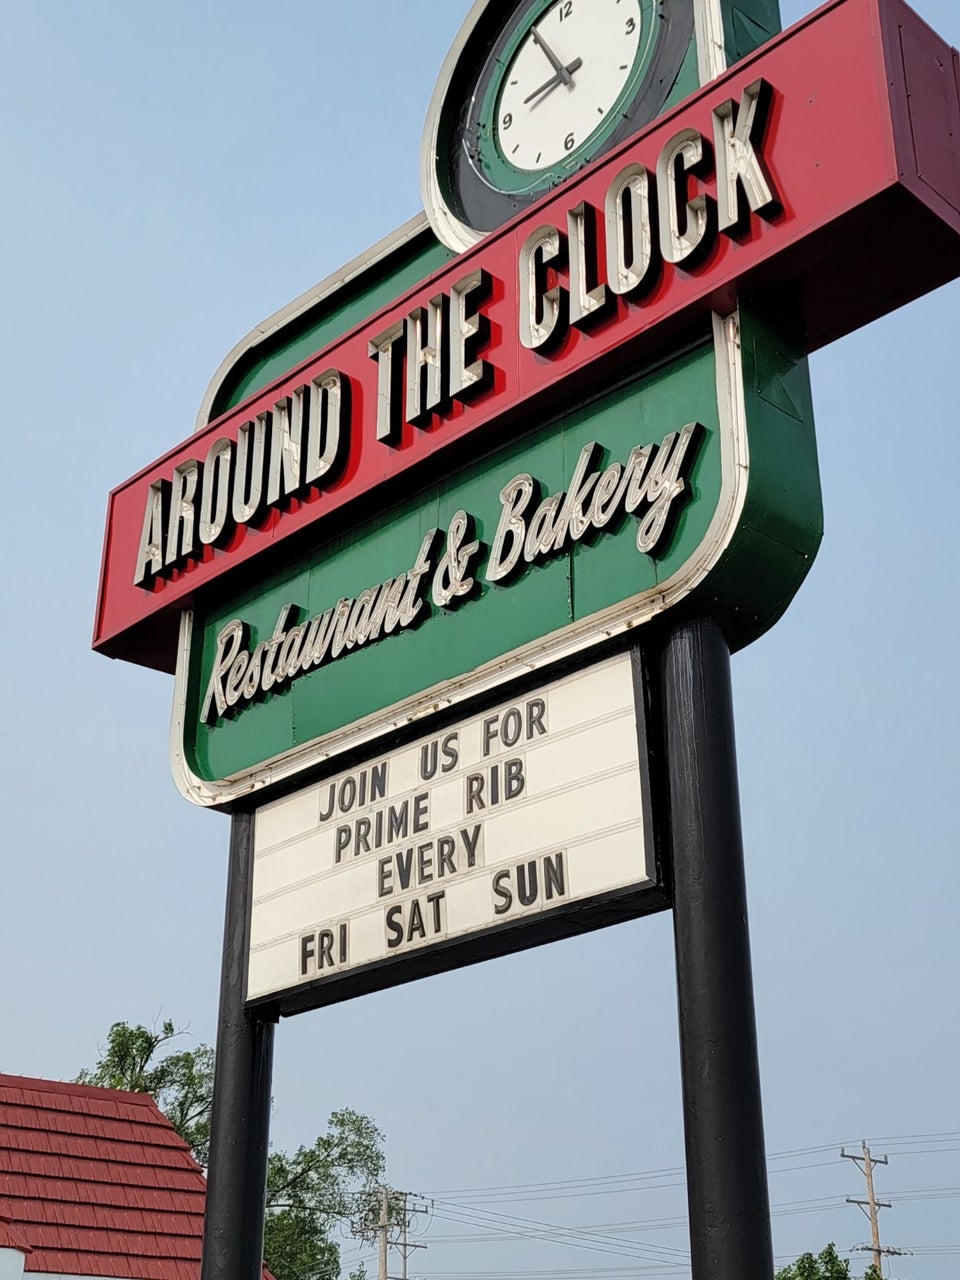 12
3
9
6
AROUND THE CLOCK
Restaurant & Bakery
JOIN US FOR
PRIME RIB
EVERY
FRI SAT SUN